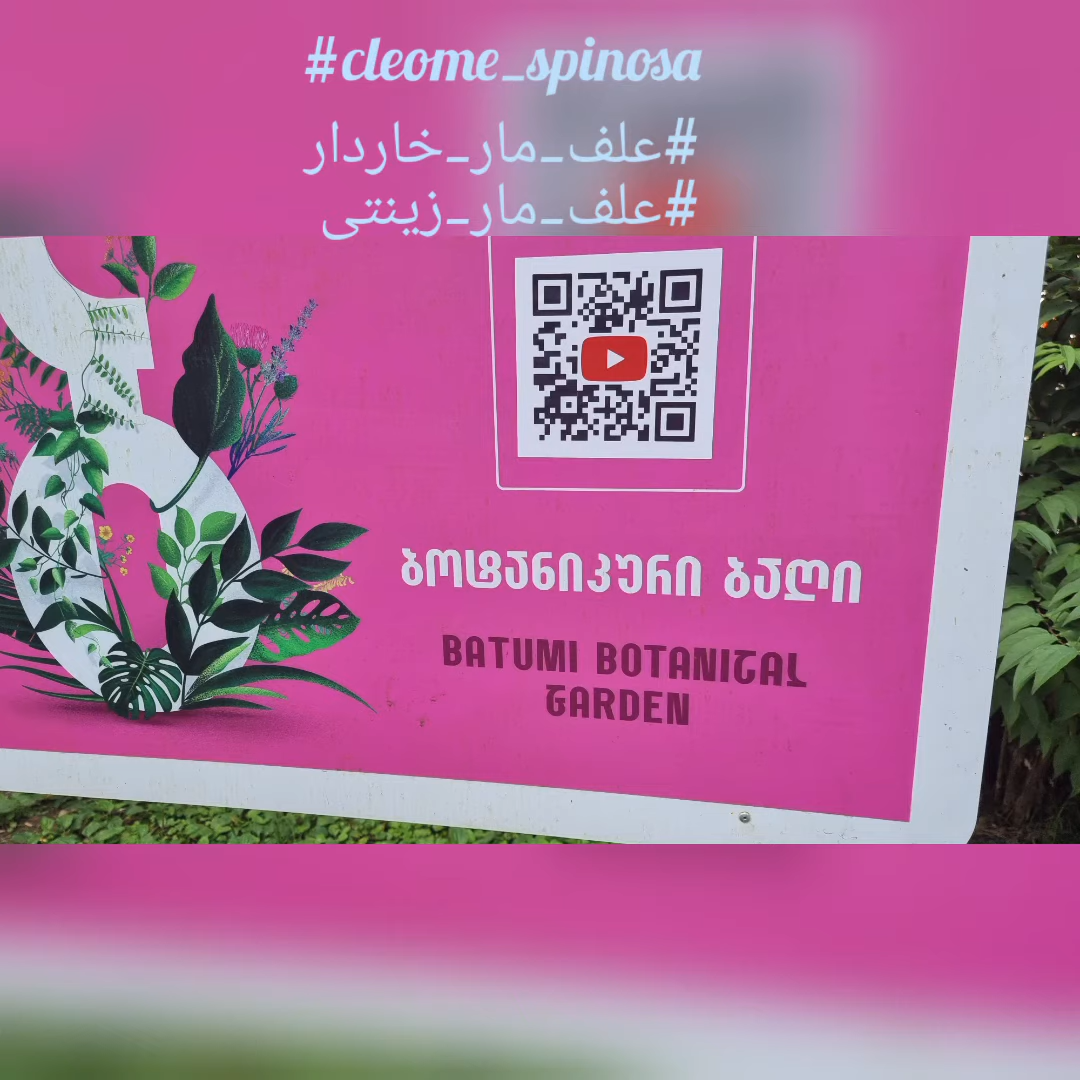 #cleome_spinosa
#علف_مار_خاردار
#علف_مار_زینتی
ბოტანიკური ბაღი
BATUMI BOTANICAL
GARDEN